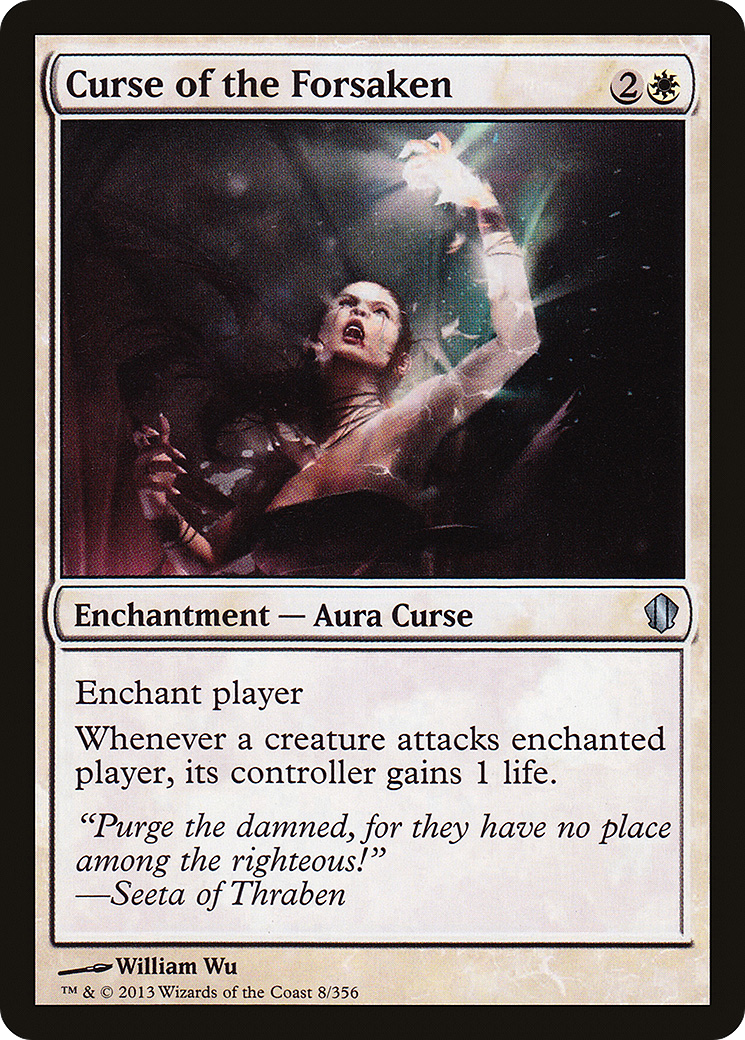 Curse of the Forsaken 2
Enchantment — Aura Curse
Enchant player
Whenever a creature attacks enchanted
player, its controller gains 1 life.
“Purge the damned, for they have no place
among the righteous!”
—Seeta of Thraben
William Wu
™ & © 2013 Wizards of the Coast 8/356